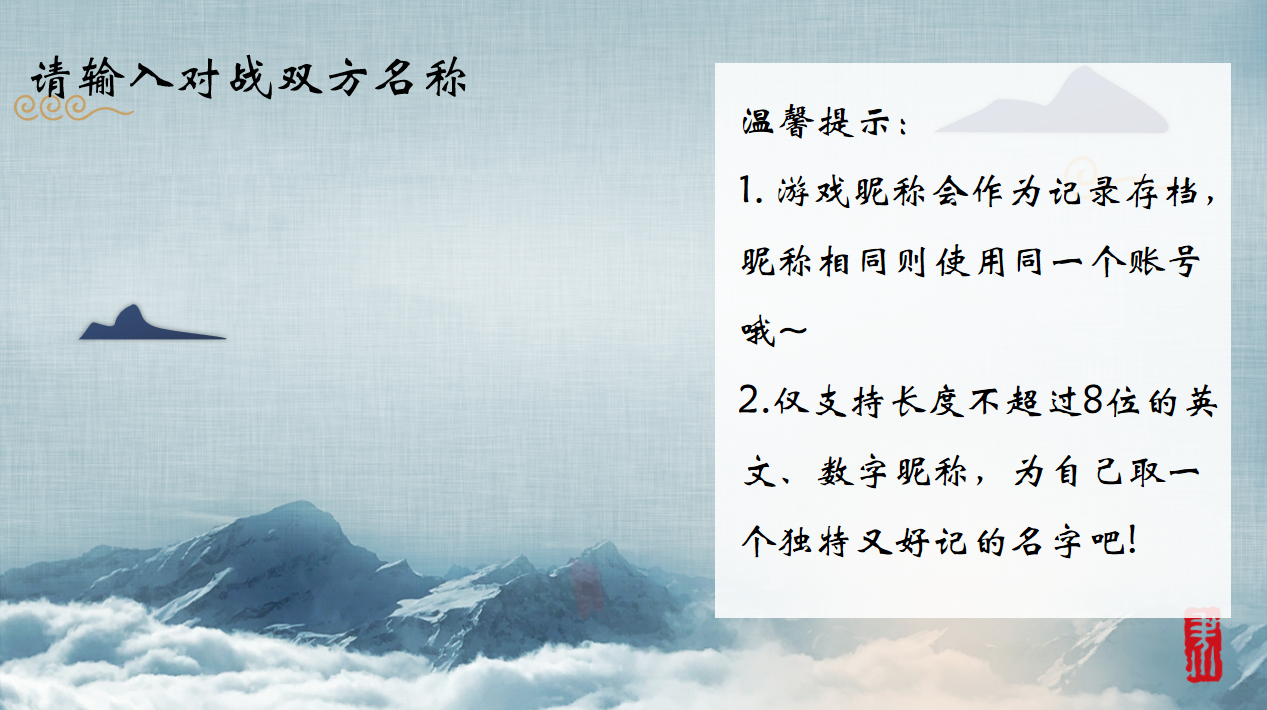 请输入对战双方名称
温馨提示：
1. 游戏昵称会作为记录存档，
昵称相同则使用同一个账号
哦～
2.仅支持长度不超过8位的英
文、数字昵称，为自己取一
个独特又好记的名字吧!